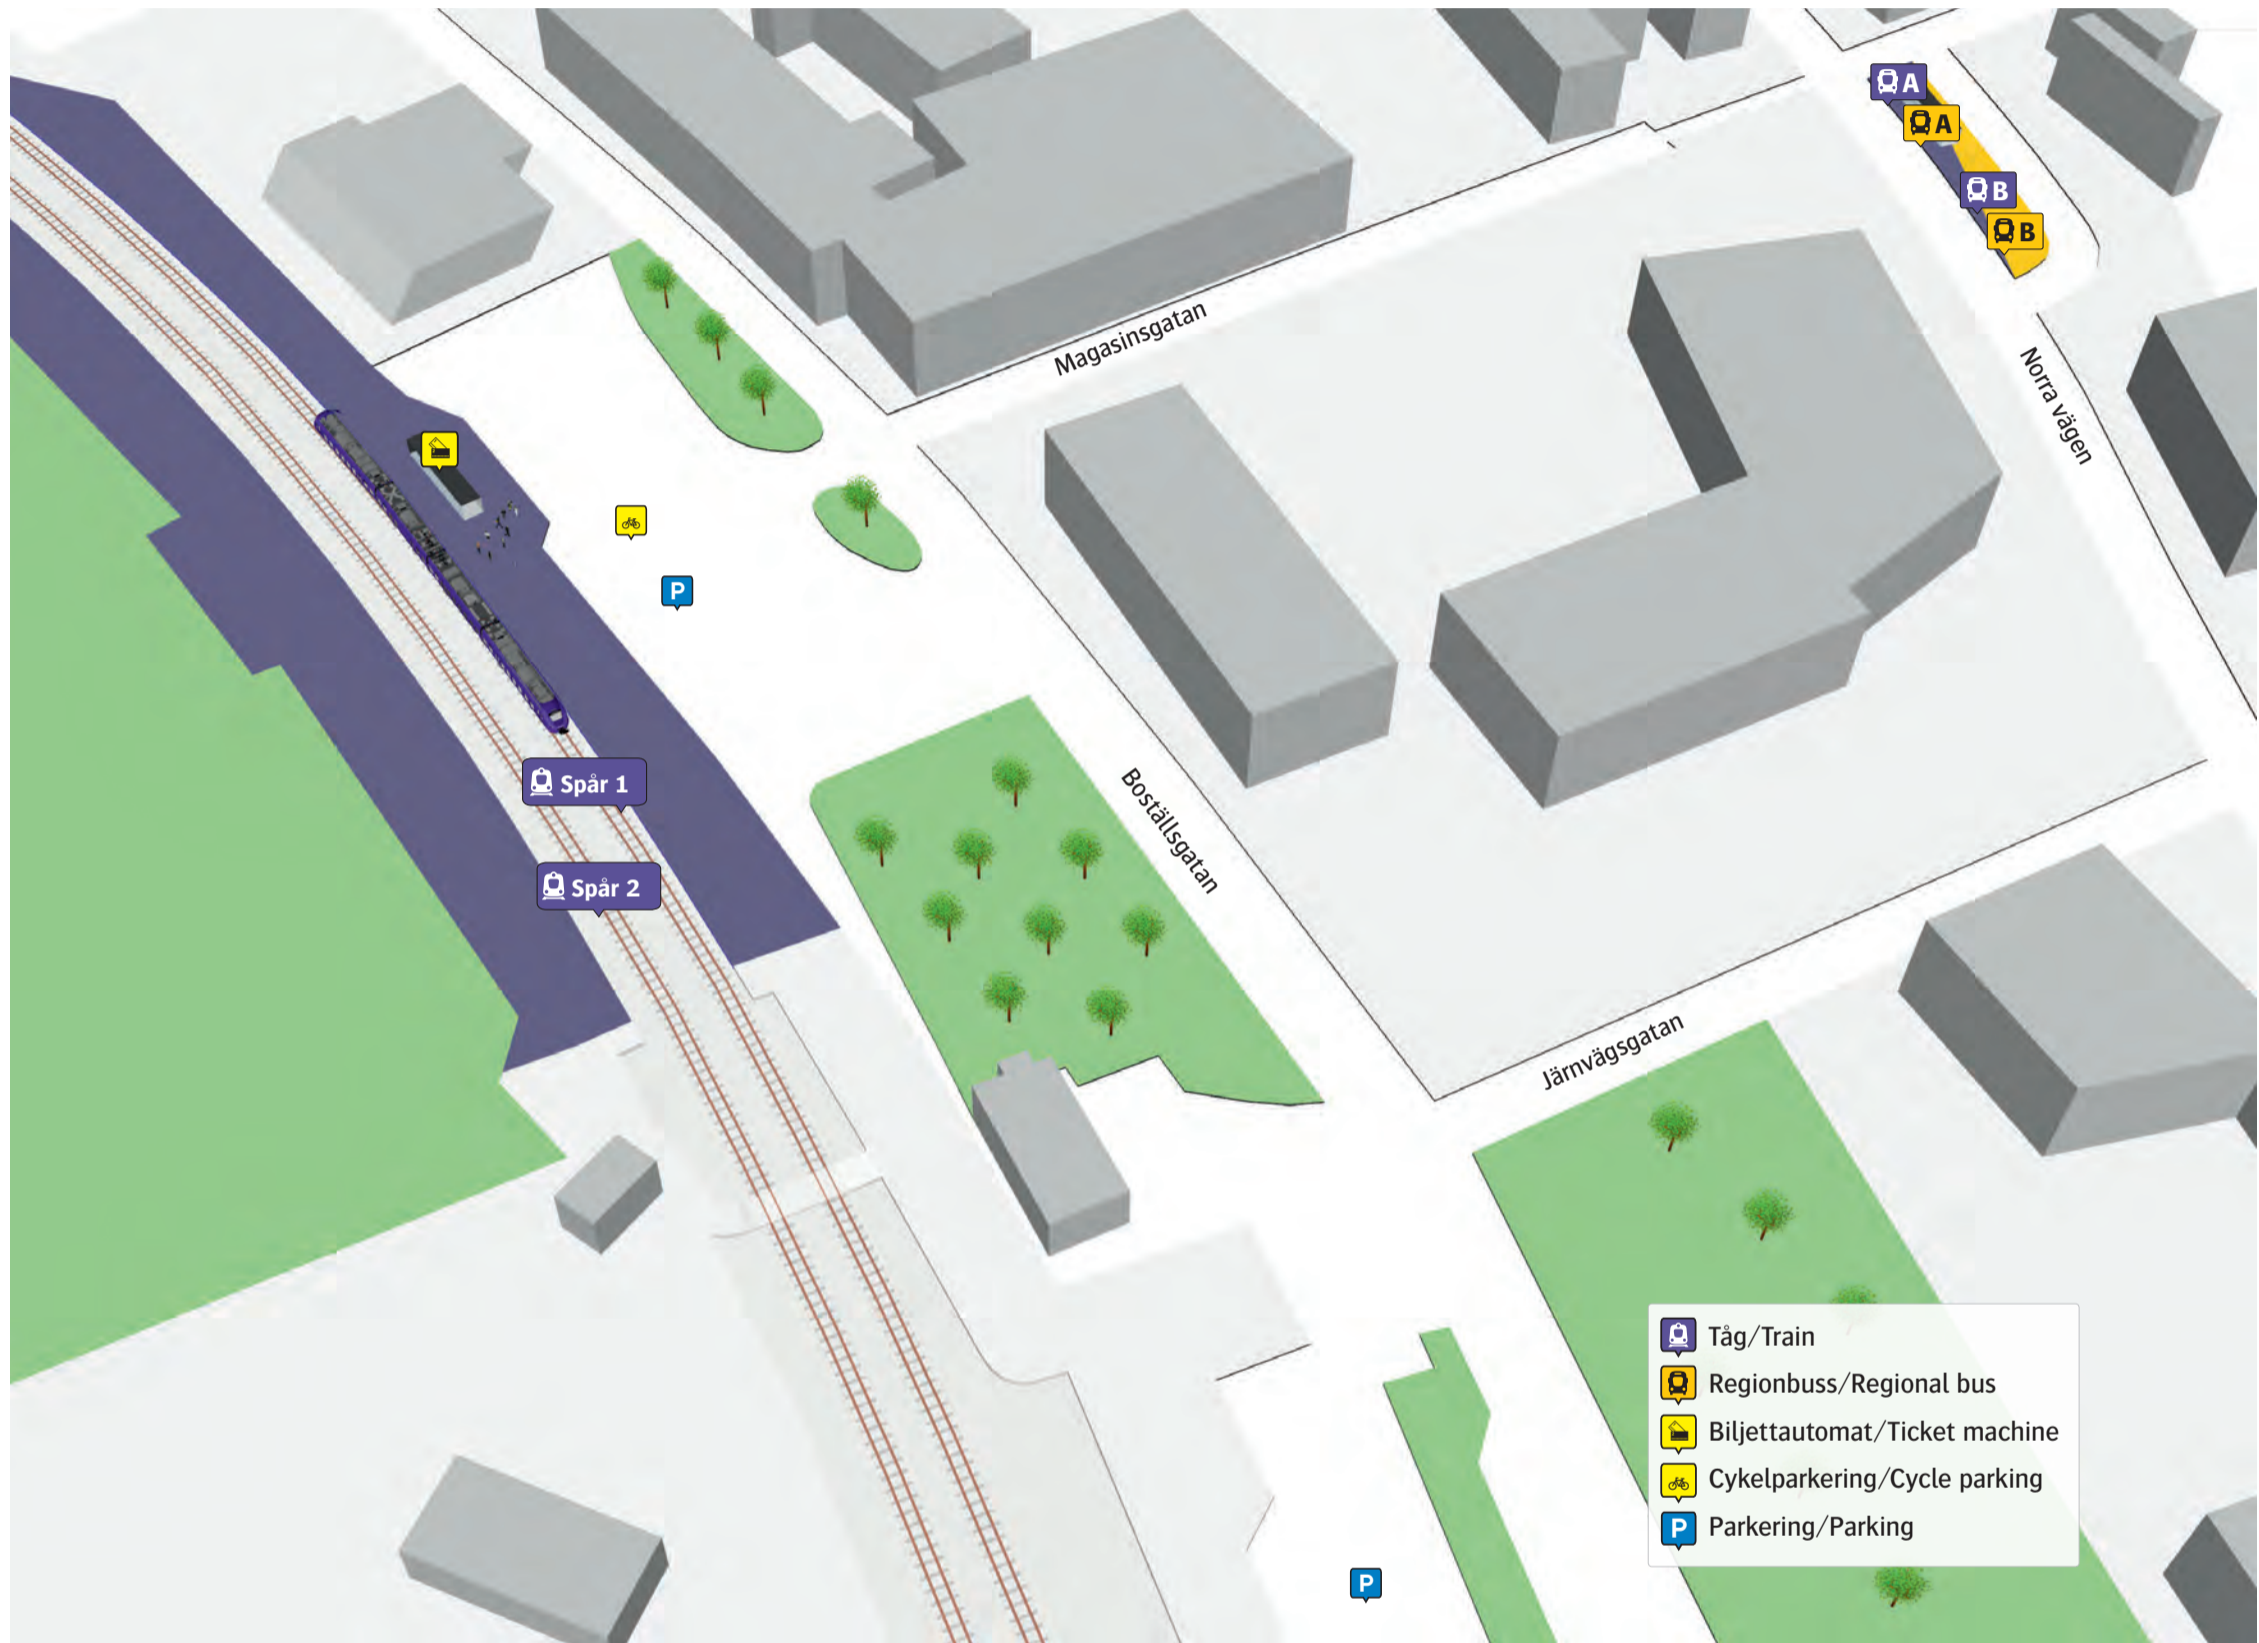 A
A
B
B
Magasinsgatan
Norra vägen
P
Spår 1
Boställsgatan
Spår 2
Järnvägsgatan
Tåg/Train
Regionbuss/Regional bus
Biljettautomat/Ticket machine
Cykelparkering/Cycle parking
P Parkering/Parking
P